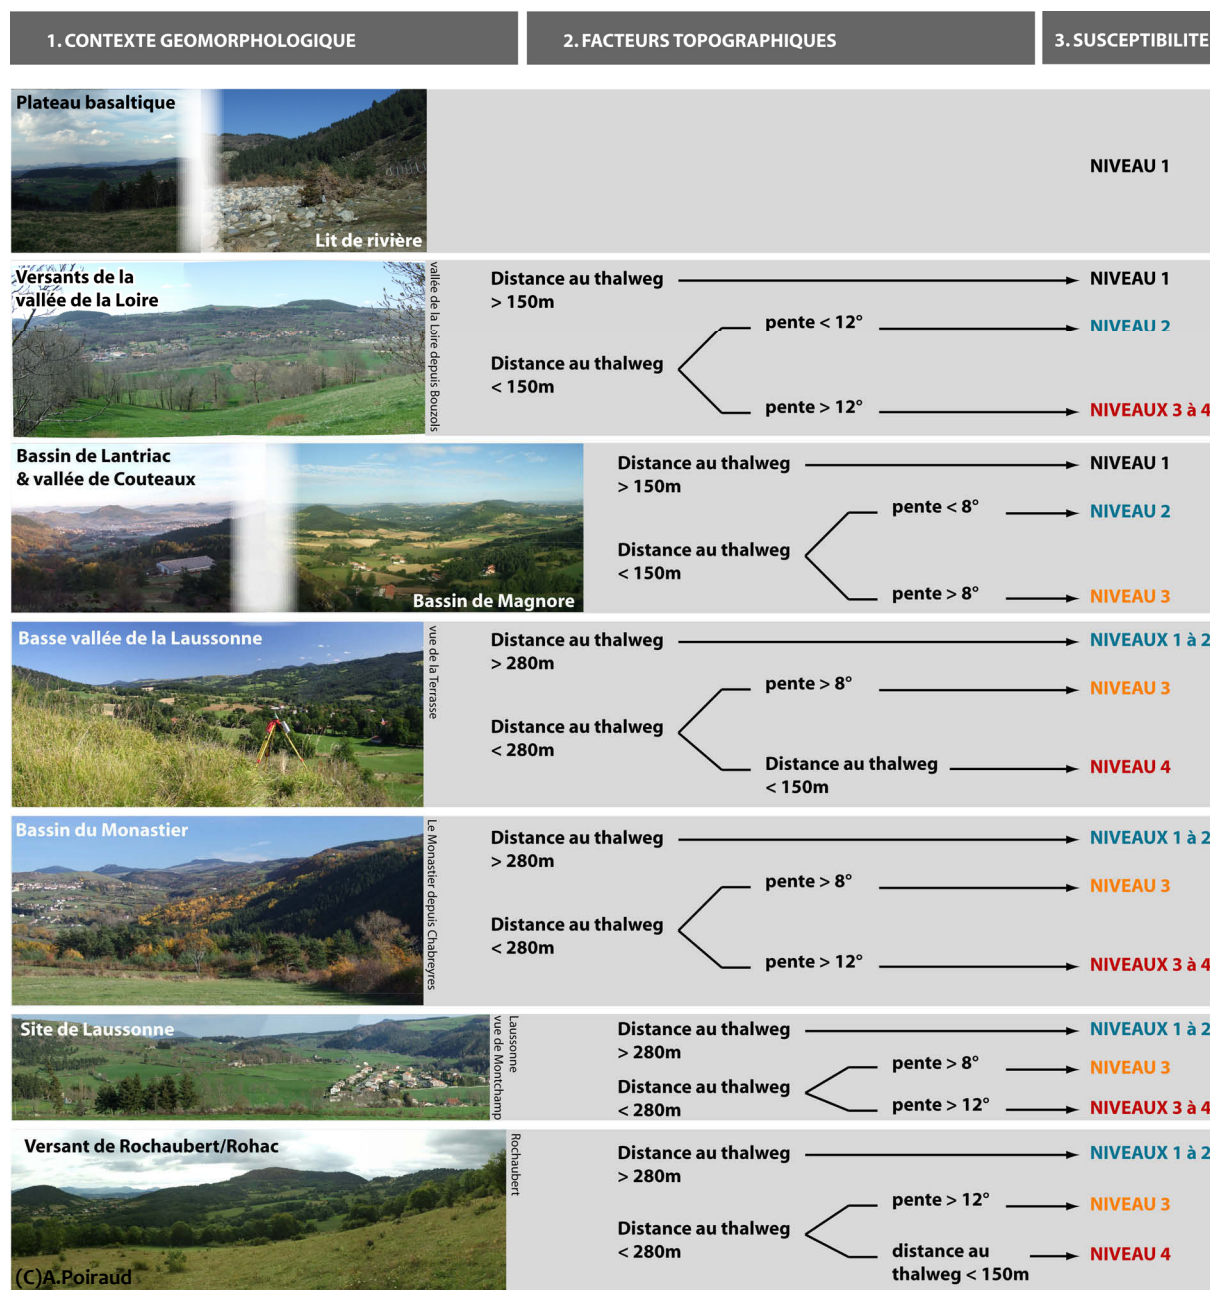 1. CONTEXTE GEOMORPHOLOGIQUE
2. FACTEURS TOPOGRAPHIQUES
3. SUSCEPTIBILITE
Plateau basaltique
Lit de rivière
NIVEAU 1
Versants de la
vallée de la Loire
vallée de la Loire depuis Bouzols
Distance au thalweg
> 150m
NIVEAU 1
Distance au thalweg
< 150m
pente < 12°
NIVEAU 2
pente > 12°
NIVEAUX 3 à 4
Bassin de Lantriac
& vallée de Couteaux
Bassin de Magnore
Distance au thalweg
> 150m
NIVEAU 1
Distance au thalweg
< 150m
pente < 8°
NIVEAU 2
pente > 8°
NIVEAU 3
Basse vallée de la Laussonne
vue de la Terrasse
Distance au thalweg
> 280m
NIVEAUX 1 à 2
Distance au thalweg
< 280m
pente > 8°
NIVEAU 3
Distance au thalweg
< 150m
NIVEAU 4
Bassin du Monastier
Le Monastier depuis Chabreyres
Distance au thalweg
> 280m
NIVEAUX 1 à 2
Distance au thalweg
< 280m
pente > 8°
NIVEAU 3
pente > 12°
NIVEAUX 3 à 4
Site de Laussonne
Laussonne
vue de Montchamp
Distance au thalweg
> 280m
NIVEAUX 1 à 2
Distance au thalweg
< 280m
pente > 8°
NIVEAU 3
pente > 12°
NIVEAUX 3 à 4
Versant de Rochaubert/Rohac
Rochaubert
(C)A.Poiraud
Distance au thalweg
> 280m
NIVEAUX 1 à 2
Distance au thalweg
< 280m
pente > 12°
NIVEAU 3
distance au
thalweg < 150m
NIVEAU 4